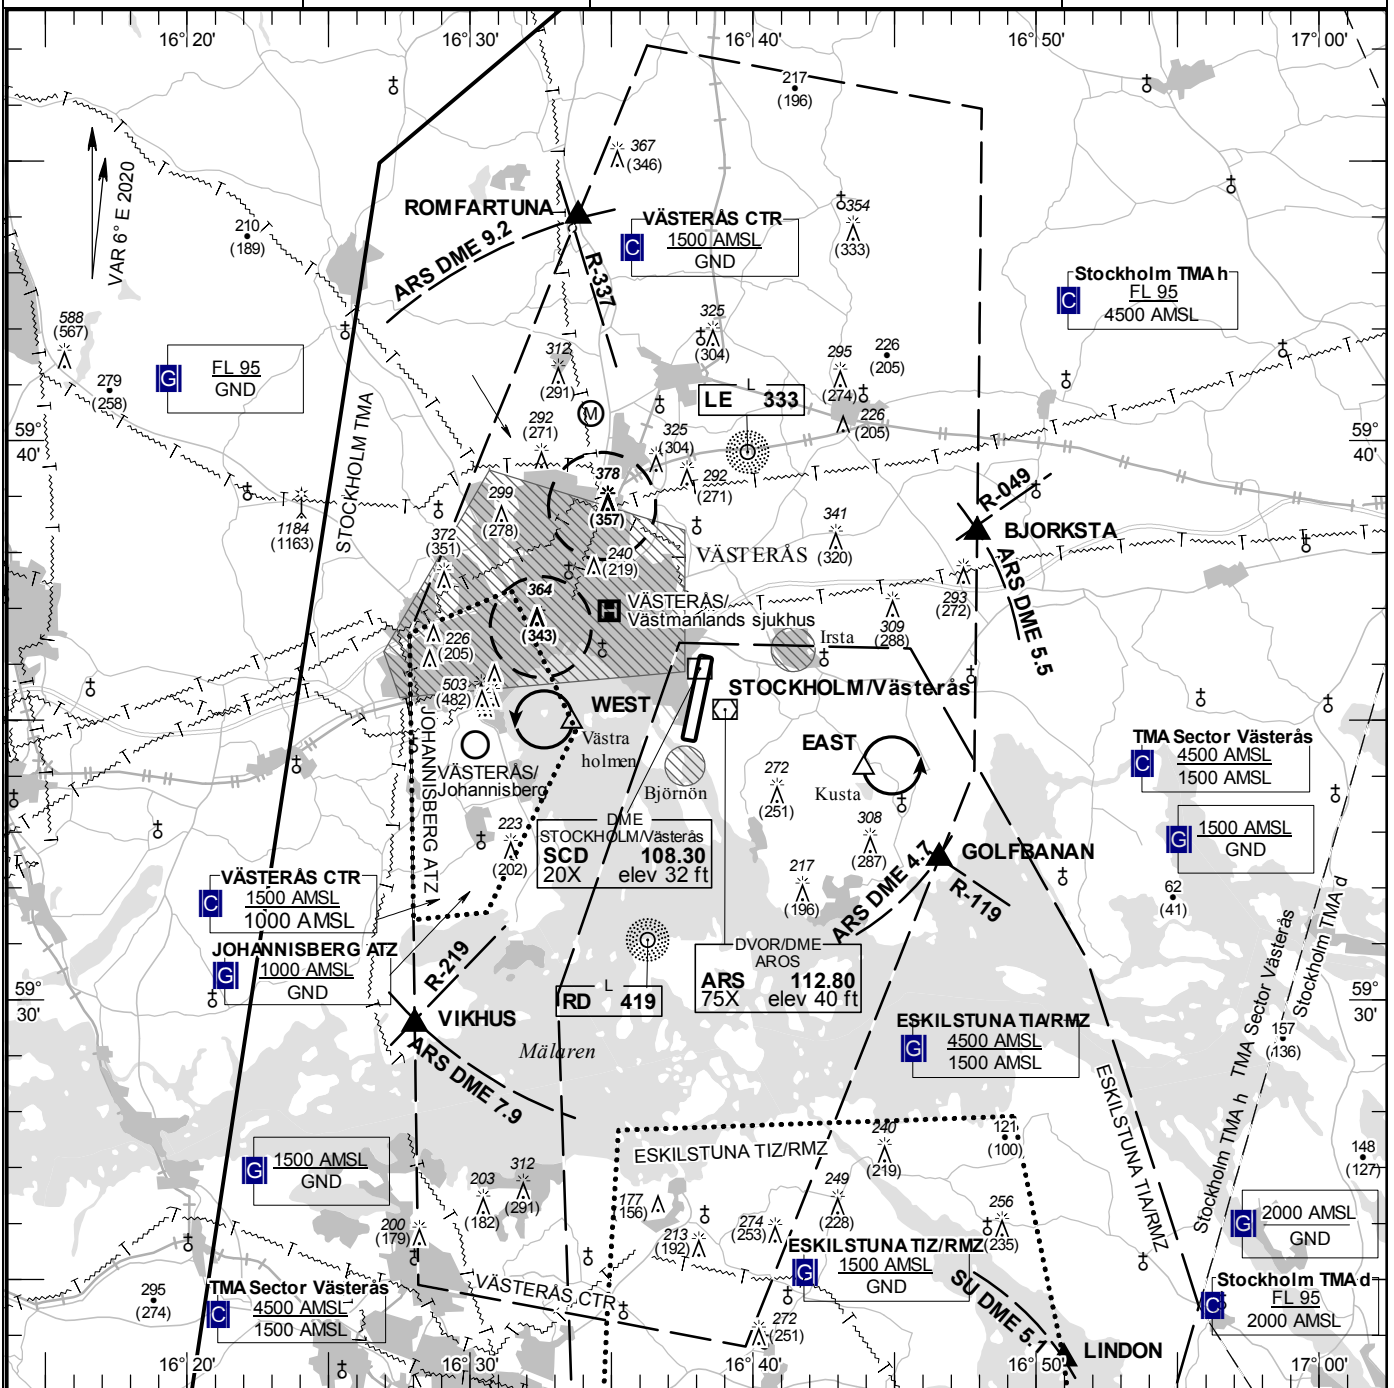 16°20'
16°30'
16°40'
16°50'
17°00'
217
(196)
367
(346)
VAR 6° E 2020
ROMFARTUNA
VÄSTERÅS CTR
C
1500 AMSL
GND
354
(333)
210
(189)
ARS DME 9.2
R-337
Stockholm TMA h
C
FL 95
4500 AMSL
588
(567)
325
(304)
312
(291)
295
(274)
226
(205)
G
FL 95
GND
279
(258)
L
LE 333
M
292
(271)
325
(304)
226
(205)
59°
40'
59°
40'
STOCKHOLM TMA
378
(357)
292
(271)
299
(278)
R-049
1184
(1163)
372
(351)
341
(320)
BJORKSTA
VÄSTERÅS
240
(219)
ARS DME 5.5
364
(343)
H
VÄSTERÅS/
Västmanlands sjukhus
293
(272)
309
(288)
226
(205)
Irsta
503
(482)
STOCKHOLM/Västerås
WEST
JOHANNISBERG ATZ
Västra
holmen
EAST
TMA Sector Västerås
C
4500 AMSL
1500 AMSL
VÄSTERÅS/
Johannisberg
Björnön
272
(251)
Kusta
DME
STOCKHOLM/Västerås
SCD 108.30
20X elev 32 ft
223
(202)
308
(287)
G
1500 AMSL
GND
ARS DME 4.7
GOLFBANAN
R-119
VÄSTERÅS CTR
C
1500 AMSL
1000 AMSL
217
(196)
62
(41)
JOHANNISBERG ATZ
G
1000 AMSL
GND
R-219
DVOR/DME
AROS
ARS 112.80
75X elev 40 ft
L
RD 419
59°
30'
59°
30'
VIKHUS
ARS DME 7.9
Mälaren
ESKILSTUNA TIA/RMZ
G
4500 AMSL
1500 AMSL
157
(136)
Stockholm TMA h
TMA Sector Västerås
Stockholm TMA d
ESKILSTUNA TIA/RMZ
ESKILSTUNA TIZ/RMZ
240
(219)
121
(100)
148
(127)
G
1500 AMSL
GND
203
(182)
312
(291)
177
(156)
249
(228)
256
(235)
200
(179)
213
(192)
274
(253)
G
2000 AMSL
GND
ESKILSTUNA TIZ/RMZ
G
1500 AMSL
GND
SU DME 5.1
295
(274)
TMA Sector Västerås
C
4500 AMSL
1500 AMSL
VÄSTERÅS CTR
272
(251)
Stockholm TMA d
C
FL 95
2000 AMSL
LINDON
16°20'
16°30'
16°40'
16°50'
17°00'